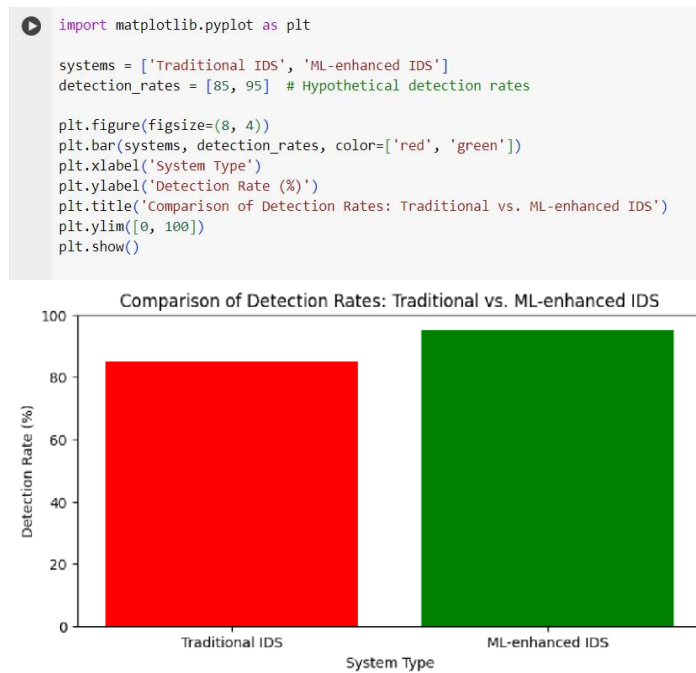 import matplotlib.pyplot as plt
systems = ['Traditional IDS', 'ML-enhanced IDS']
detection_rates = [85, 95]  # Hypothetical detection rates
plt.figure(figsize=(8, 4))
plt.bar(systems, detection_rates, color=['red', 'green'])
plt.xlabel('System Type')
plt.ylabel('Detection Rate (%)')
plt.title('Comparison of Detection Rates: Traditional vs. ML-enhanced IDS')
plt.ylim([0, 100])
plt.show()
Comparison of Detection Rates: Traditional vs. ML-enhanced IDS
100
80
60
40
20
0
Detection Rate (%)
Traditional IDS
ML-enhanced IDS
System Type